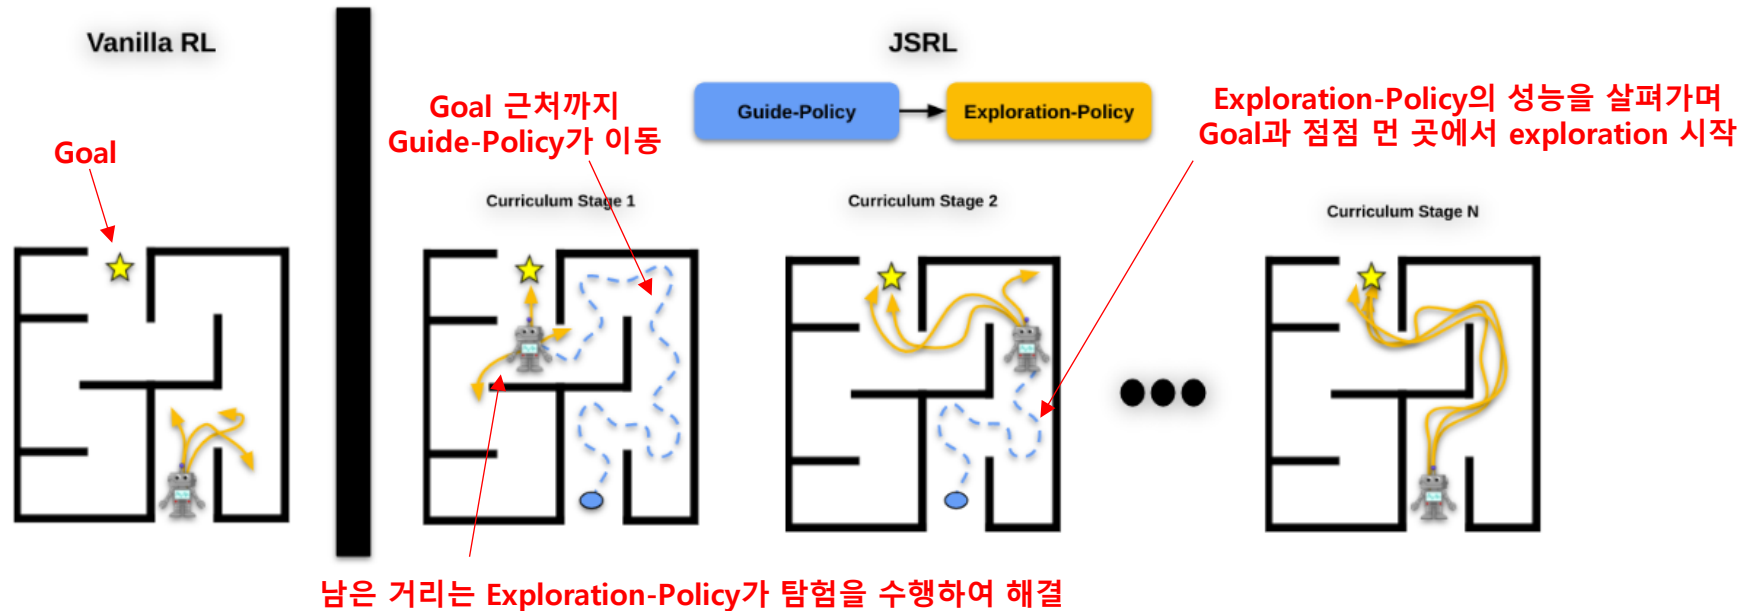 Vanilla RL
JSRL
Guide-Policy
Exploration-Policy
Goal
Goal 근처까지
Guide-Policy가 이동
Exploration-Policy의 성능을 살펴가며
Goal과 점점 먼 곳에서 exploration 시작
Curriculum Stage 1
Curriculum Stage 2
Curriculum Stage N
남은 거리는 Exploration-Policy가 탐험을 수행하여 해결